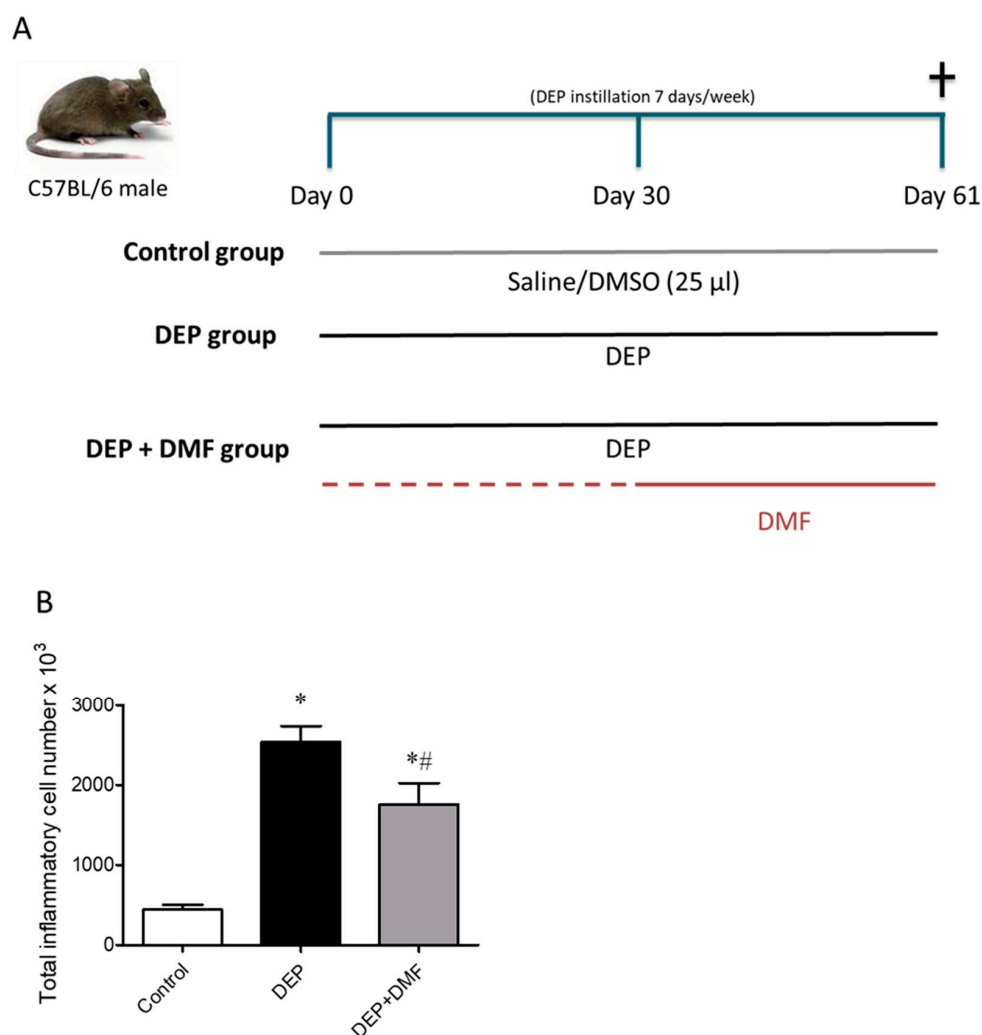 A
(DEP instillation 7 days/week)
C57BL/6 male
Day 0
Day 30
Day 61
Control group
Saline/DMSO (25 µl)
DEP group
DEP
DEP + DMF group
DEP
DMF
B
Total inflammatory cell number x 10³
3000
2000
1000
0
*
*#
Control
DEP
DEP+DMF